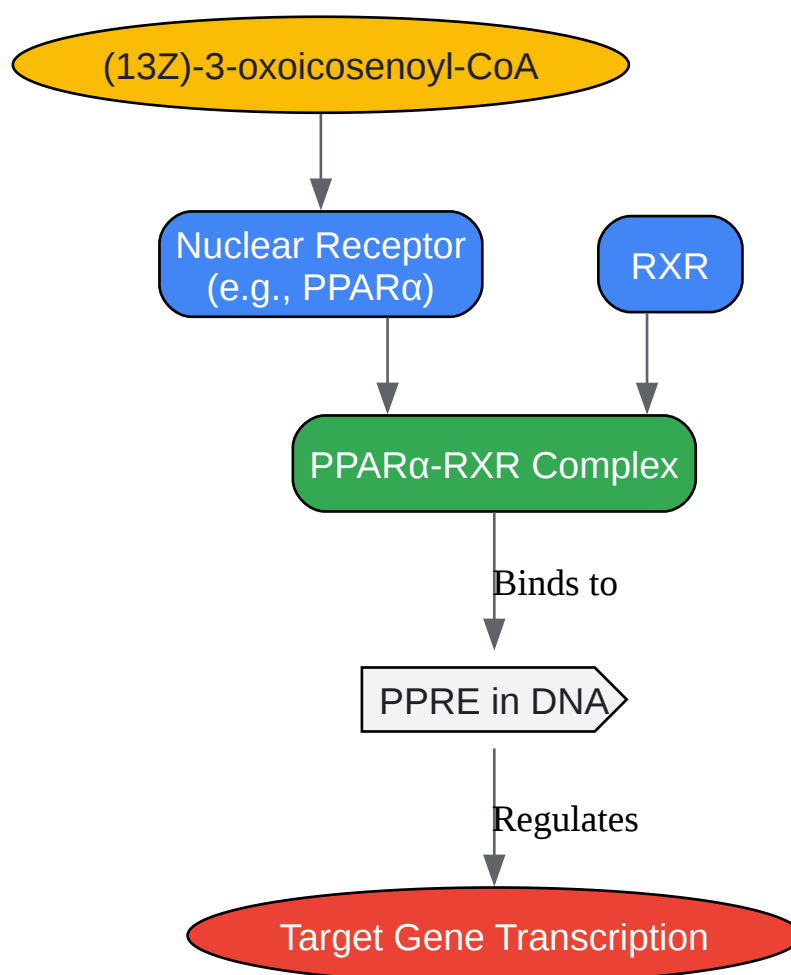 (13Z)-3-oxoicosenoyl-CoA
Nuclear Receptor
(e.g., PPARα)
RXR
PPARα-RXR Complex
Binds to
PPRE in DNA
Regulates
Target Gene Transcription